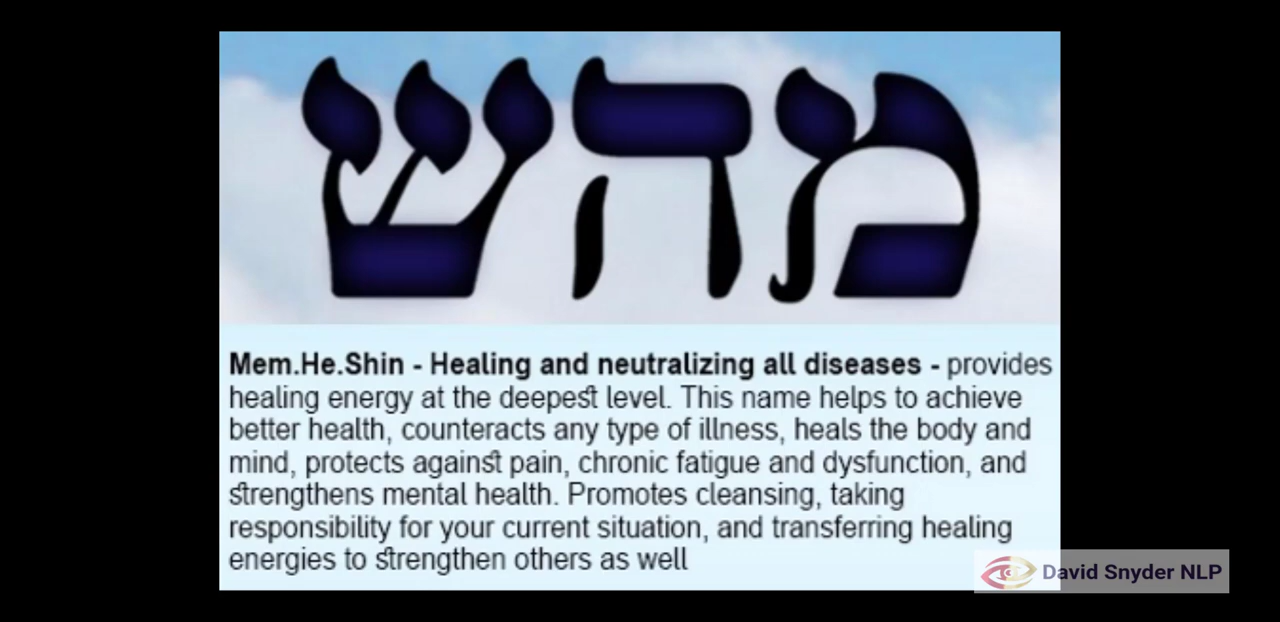 מהש
Mem.He.Shin - Healing and neutralizing all diseases - provides
healing energy at the deepest level. This name helps to achieve
better health, counteracts any type of illness, heals the body and
mind, protects against pain, chronic fatigue and dysfunction, and
strengthens mental health. Promotes cleansing, taking
responsibility for your current situation, and transferring healing
energies to strengthen others as well
David Snyder NLP